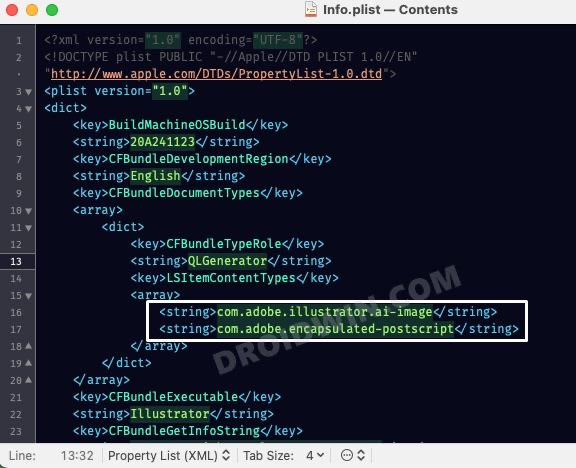 Info.plist — Contents
1 <?xml version="1.0" encoding="UTF-8"?>
2 <!DOCTYPE plist PUBLIC "-//Apple//DTD PLIST 1.0//EN"
· "http://www.apple.com/DTDs/PropertyList-1.0.dtd">
3 <plist version="1.0">
4 <dict>
5 <key>BuildMachineOSBuild</key>
6 <string>20A241123</string>
7 <key>CFBundleDevelopmentRegion</key>
8 <string>English</string>
9 <key>CFBundleDocumentTypes</key>
10 <array>
11 <dict>
12 <key>CFBundleTypeRole</key>
13 <string>QLGenerator</string>
14 <key>LSItemContentTypes</key>
15 <array>
16 <string>com.adobe.illustrator.ai-image</string>
17 <string>com.adobe.encapsulated-postscript</string>
18 </array>
19 </dict>
20 </array>
21 <key>CFBundleExecutable</key>
22 <string>Illustrator</string>
23 <key>CFBundleGetInfoString</key>
DROIDWIN.COM
Line: 13:32 Property List (XML) Tab Size: 4